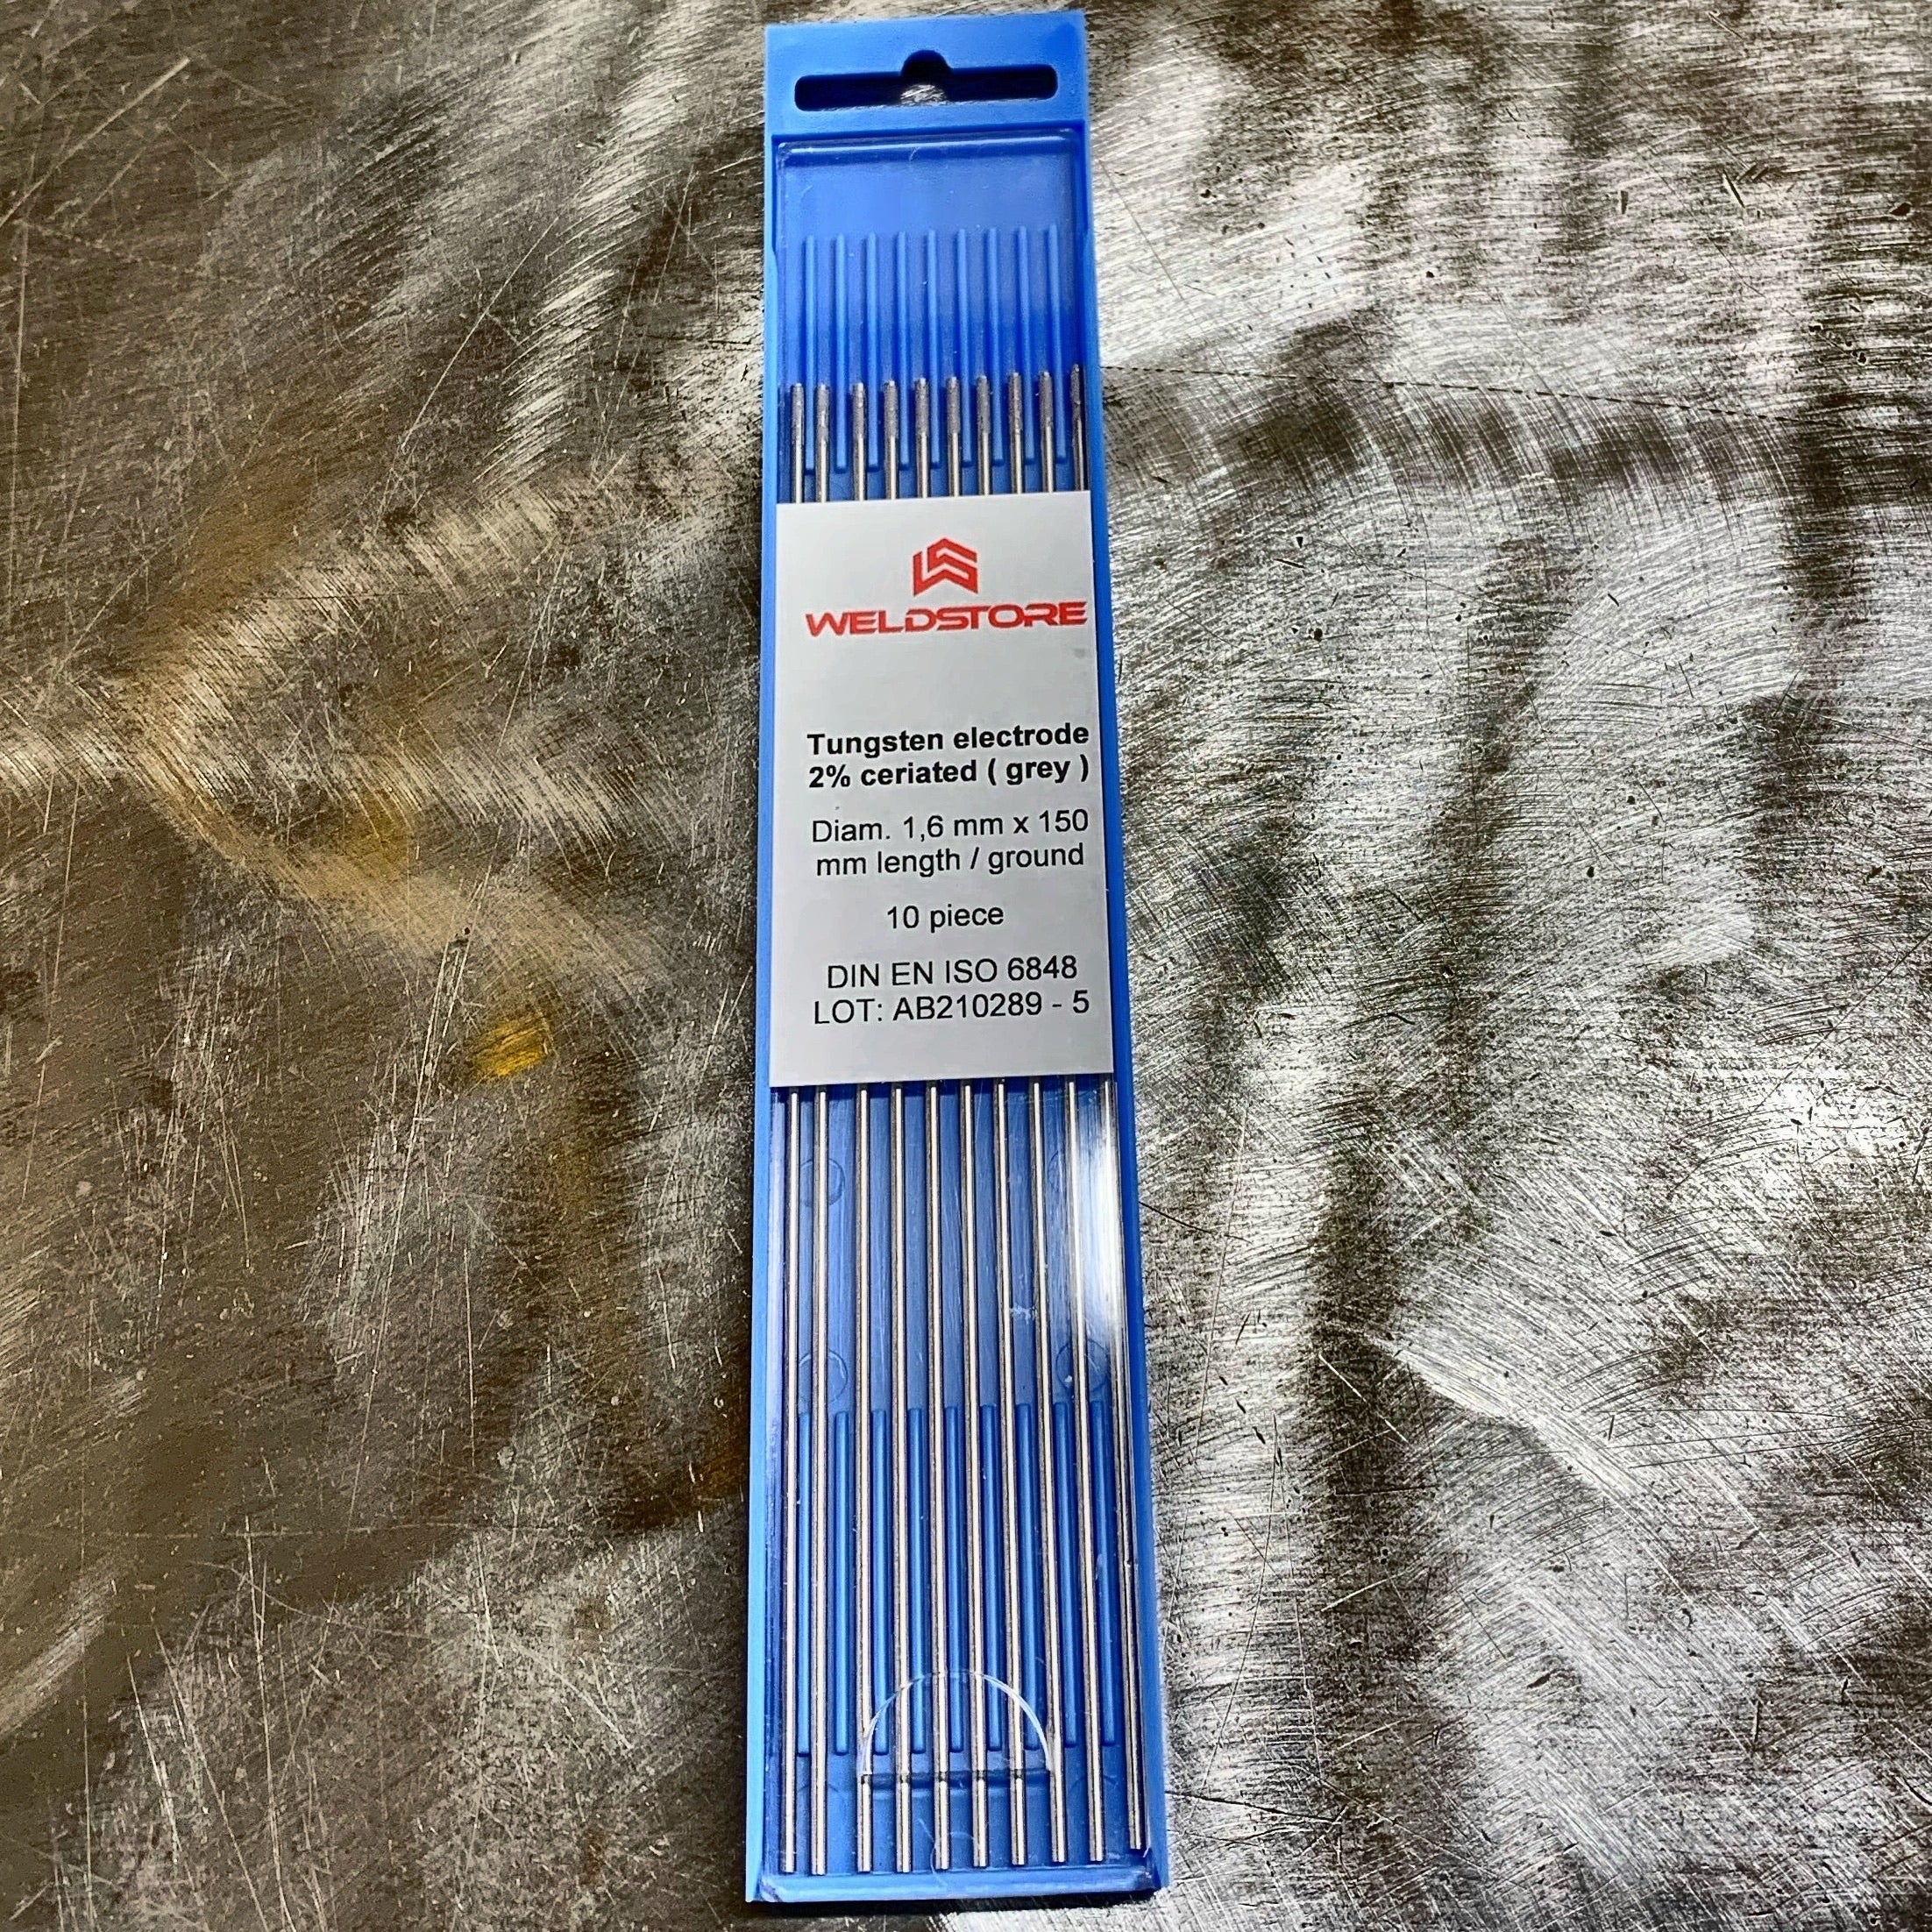 WELDSTORE
Tungsten electrode
2% ceriated ( grey )
Diam. 1,6 mm x 150
mm length / ground
10 piece
DIN EN ISO 6848
LOT: AB210289 - 5